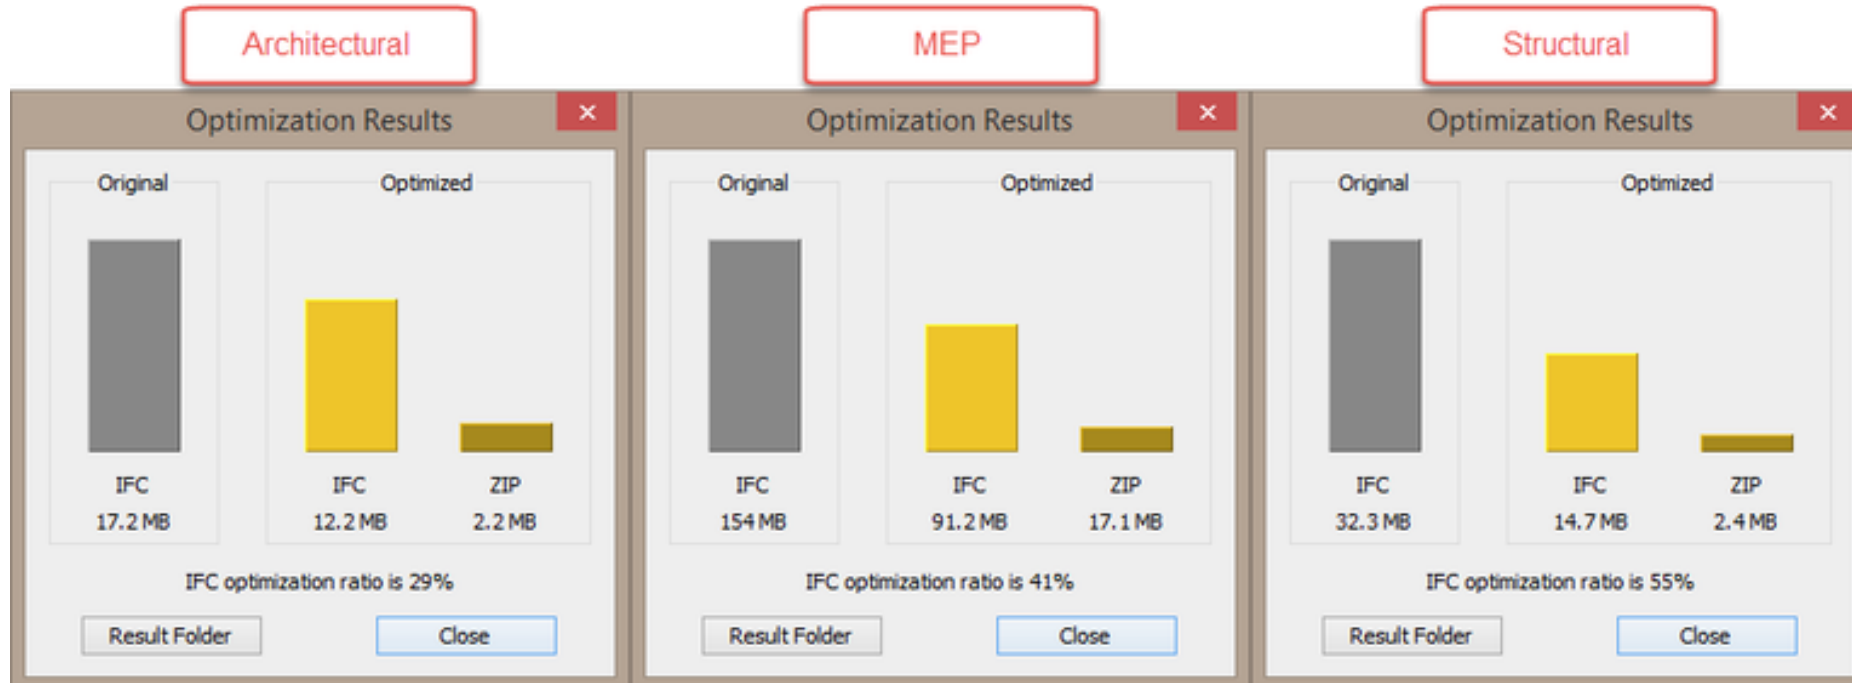 Architectural
Optimization Results
Original
Optimized
IFC
IFC
ZIP
17.2 MB
12.2 MB
2.2 MB
IFC optimization ratio is 29%
Result Folder
Close
MEP
Optimization Results
Original
Optimized
IFC
IFC
ZIP
154 MB
91.2 MB
17.1 MB
IFC optimization ratio is 41%
Result Folder
Close
Structural
Optimization Results
Original
Optimized
IFC
IFC
ZIP
32.3 MB
14.7 MB
2.4 MB
IFC optimization ratio is 55%
Result Folder
Close